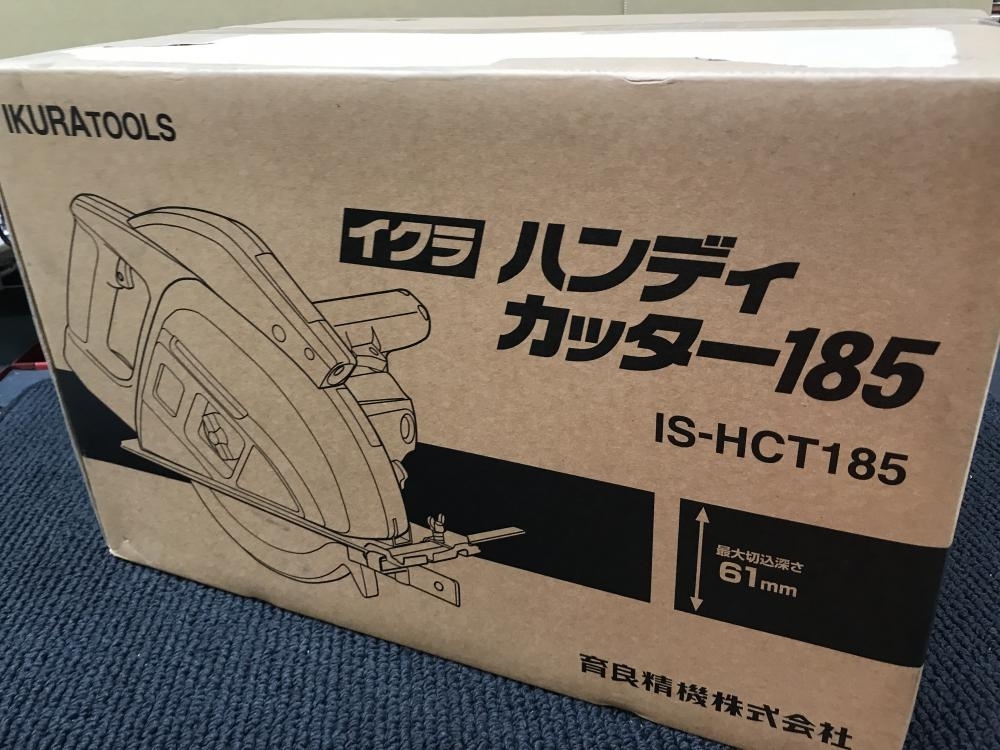 IKURATOOLS
イクラ ハンディ
カッター185
IS-HCT185
最大切込深さ
61mm
育良精機株式会社